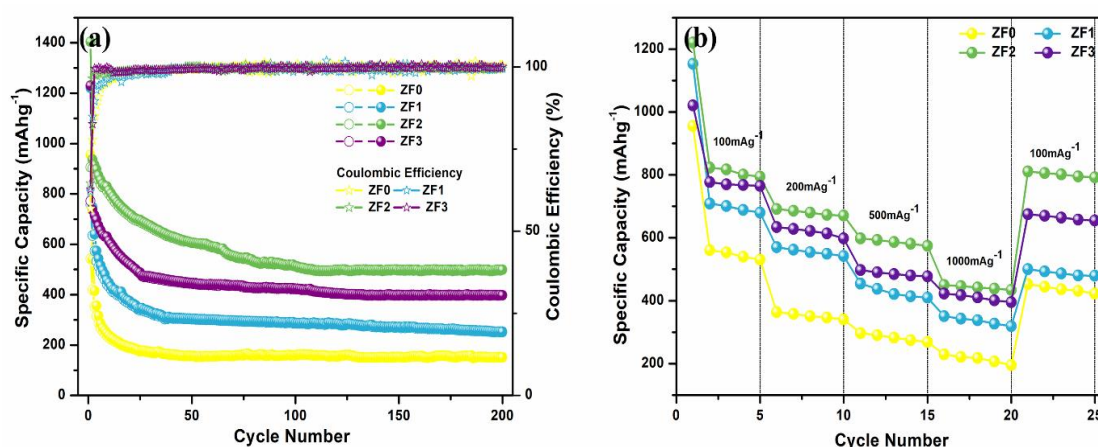 (a)
1400
1200
1000
800
600
400
200
0
Specific Capacity (mAhg⁻¹)
100
50
0
Coulombic Efficiency (%)
ZF0
ZF1
ZF2
ZF3
Coulombic Efficiency
ZF0 ZF1
ZF2 ZF3
0 50 100 150 200
Cycle Number
(b)
ZF0 ZF1
ZF2 ZF3
1200
1000
800
600
400
200
Specific Capacity (mAhg⁻¹)
100mAg⁻¹
200mAg⁻¹
500mAg⁻¹
1000mAg⁻¹
100mAg⁻¹
0 5 10 15 20 25
Cycle Number